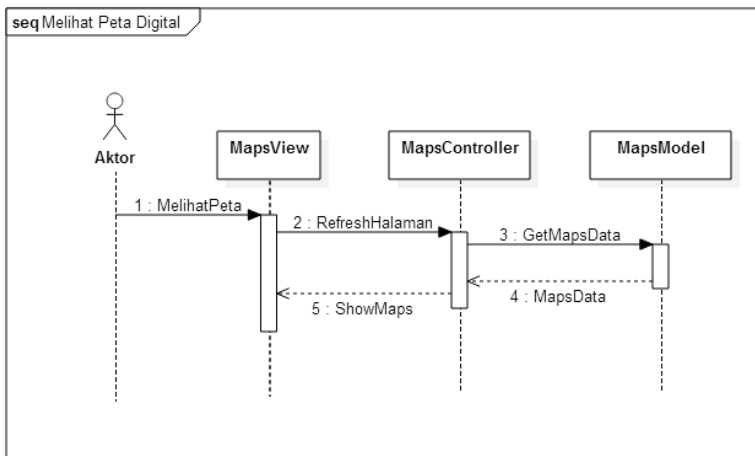 seq Melihat Peta Digital
Aktor
MapsView
MapsController
MapsModel
1 : MelihatPeta
2 : RefreshHalaman
3 : GetMapsData
4 : MapsData
5 : ShowMaps